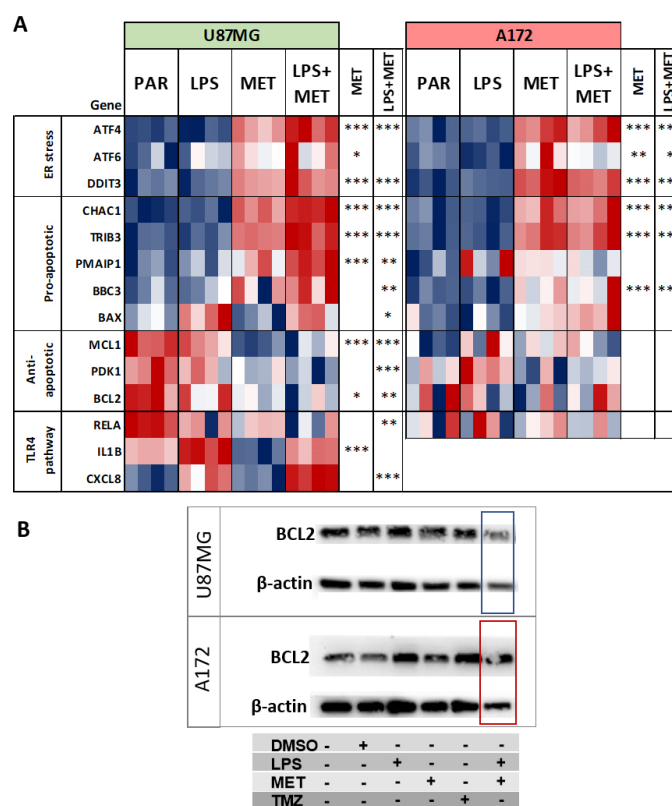 A
U87MG A172
Gene PAR LPS MET LPS+ MET MET LPS+MET PAR LPS MET LPS+ MET MET LPS+MET
ER stress
ATF4 *** *** ***
ATF6 * **
DDIT3 *** *** ***
Pro-apoptotic
CHAC1 *** *** ***
TRIB3 *** *** ***
PMAIP1 *** **
BBC3 ** ***
BAX *
Anti-apoptotic
MCL1 *** ***
PDK1 ***
BCL2 * **
TLR4 pathway
RELA **
IL1B ***
CXCL8 ***
B
U87MG
BCL2
β-actin
A172
BCL2
β-actin
DMSO - + - - - -
LPS - - + - - +
MET - - - + - +
TMZ - - - - + -